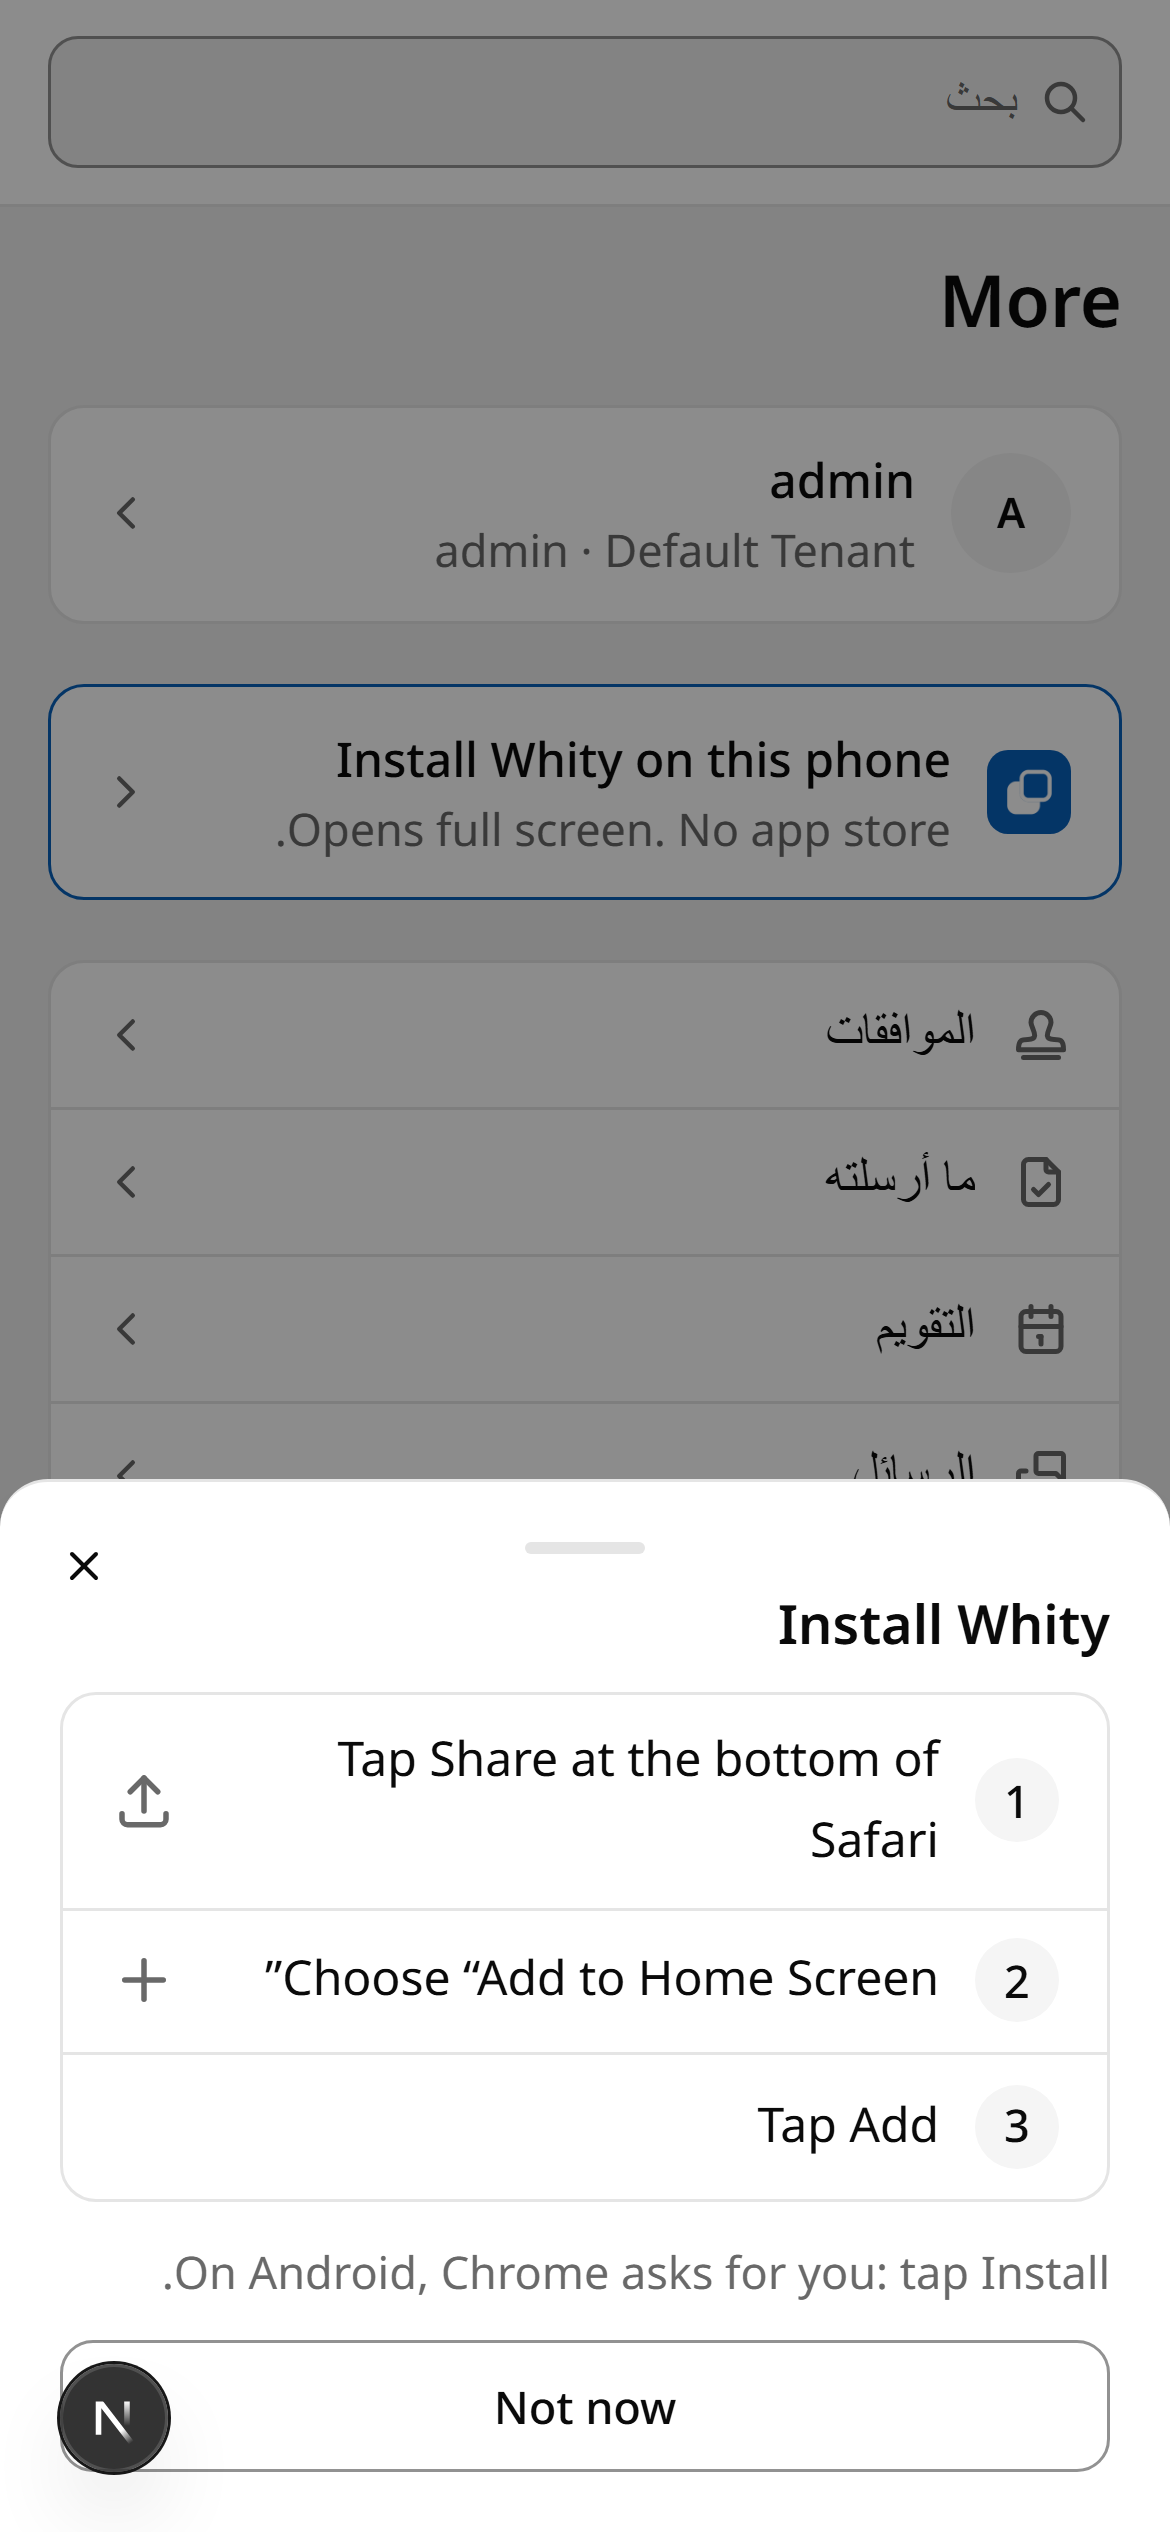 بحث
More
A
admin
admin · Default Tenant
Install Whity on this phone
Opens full screen. No app store.
الموافقات
ما أرسلته
التقويم
الرسائل
Install Whity
1
Tap Share at the bottom of
Safari
2
Choose “Add to Home Screen”
3
Tap Add
On Android, Chrome asks for you: tap Install.
Not now
N